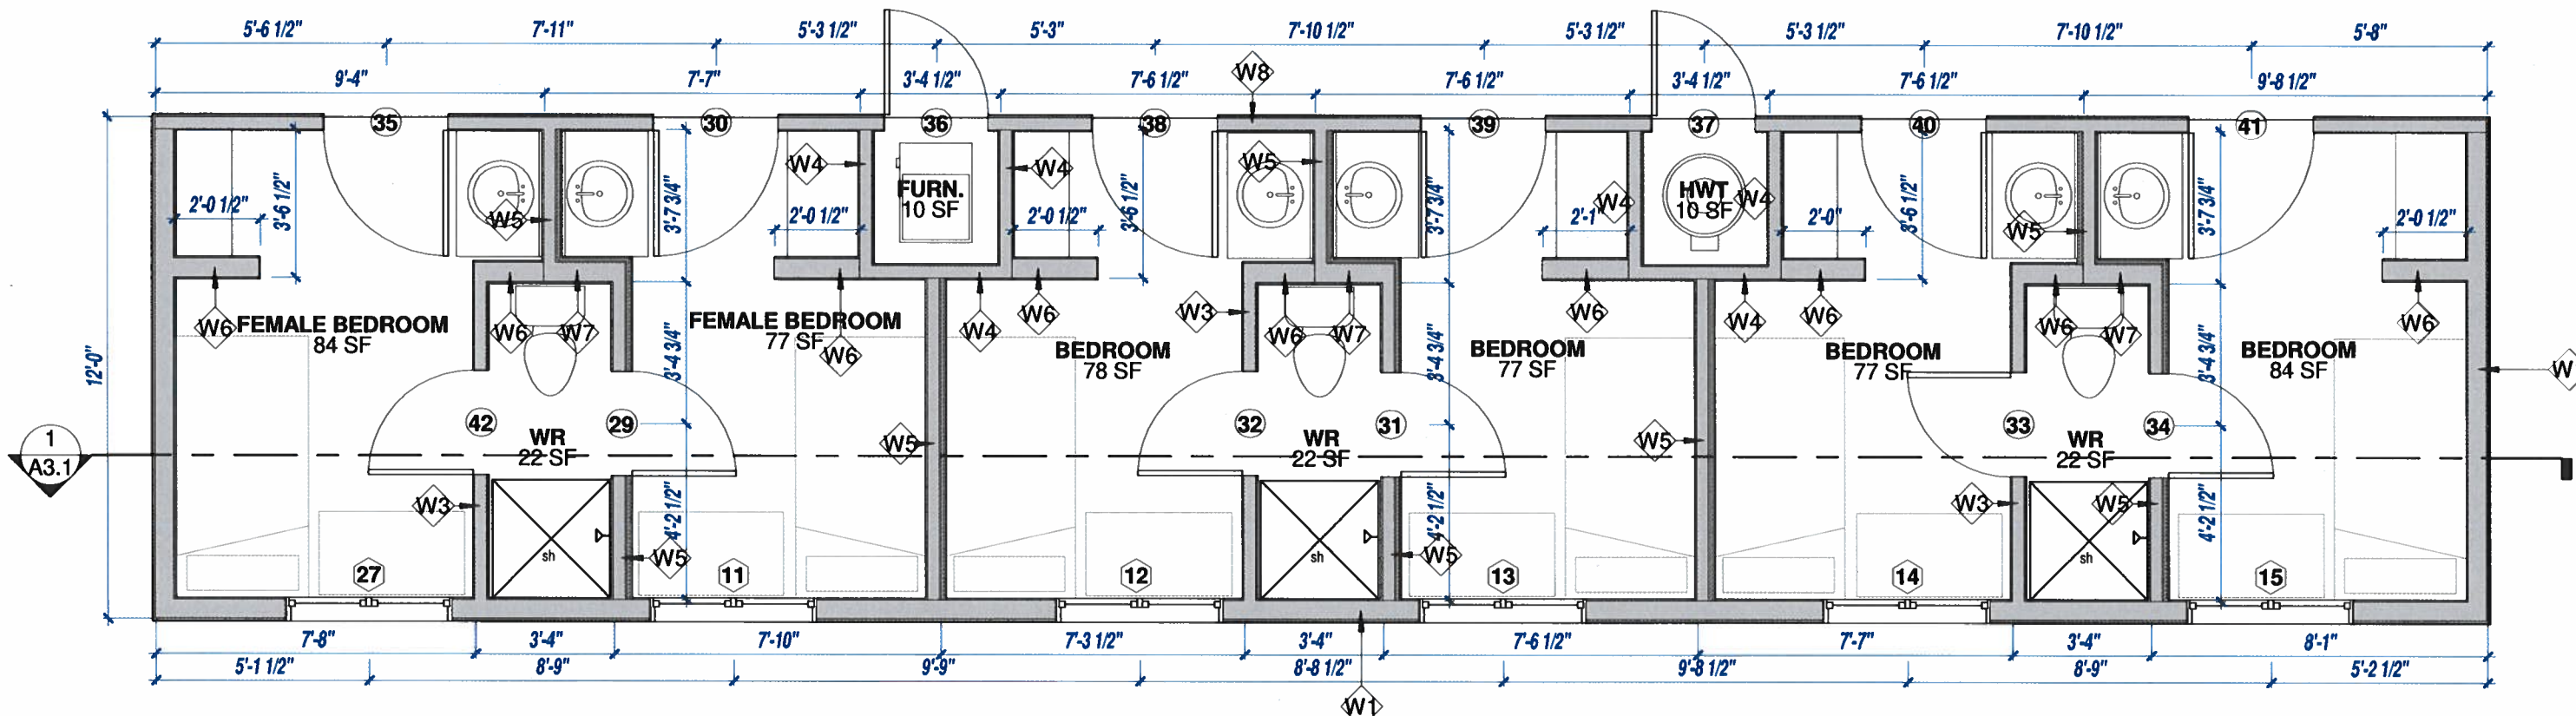 5'-6 1/2" 7'-11" 5'-3 1/2" 5'-3" 7'-10 1/2" 5'-3 1/2" 5'-3 1/2" 7'-10 1/2" 5'-8"
9'-4" 7'-7" 3'-4 1/2" 7'-6 1/2" W8 7'-6 1/2" 3'-4 1/2" 7'-6 1/2" 9'-8 1/2"
35 30 36 38 39 37 40 41
W4 W4 W5
FURN. HWT
10 SF 10 SF
W4 W4
2'-0 1/2" 3'-6 1/2" W5 3'-7 3/4" 2'-0 1/2" 2'-0 1/2" 3'-6 1/2" 3'-7 3/4" 2'-1" 2'-0" 3'-6 1/2" W5 3'-7 3/4" 2'-0 1/2"
W6 W6 W7 W6 W4 W6 W3 W6 W7 W6 W4 W6 W6 W7 W6
FEMALE BEDROOM
84 SF
FEMALE BEDROOM
77 SF
BEDROOM
78 SF
BEDROOM
77 SF
BEDROOM
77 SF
BEDROOM
84 SF
12'-0" 3'-4 3/4" 3'-4 3/4" 3'-4 3/4" W
42 29 32 31 33 34
1
A3.1
WR
22 SF
WR
22 SF
WR
22 SF
W5 W5
W3 W5 4'-2 1/2" W5 4'-2 1/2" W3 W5 4'-2 1/2"
sh sh sh
27 11 12 13 14 15
7'-8" 3'-4" 7'-10" 7'-3 1/2" 3'-4" 7'-6 1/2" 7'-7" 3'-4" 8'-1"
5'-1 1/2" 8'-9" 9'-9" 8'-8 1/2" 9'-8 1/2" 8'-9" 5'-2 1/2"
W1